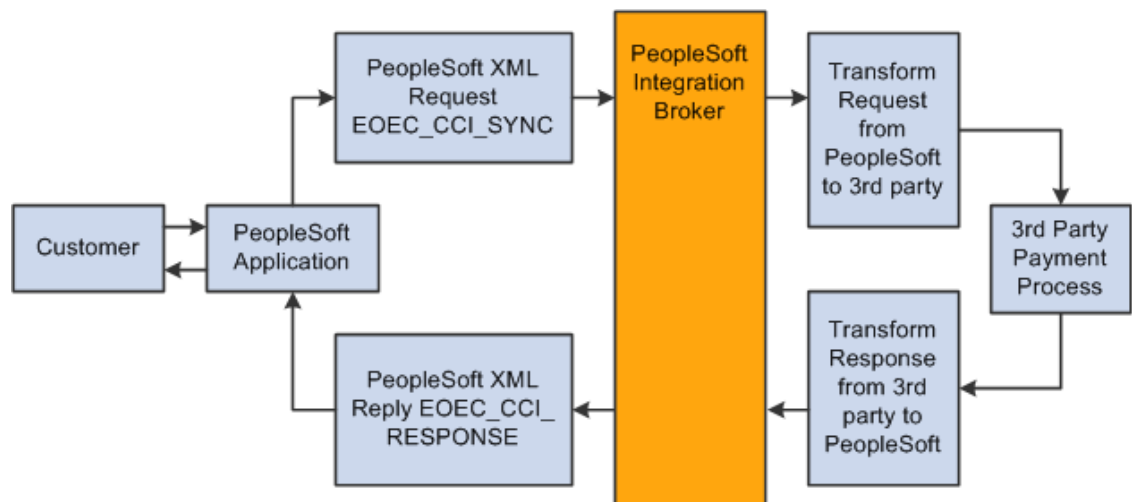 Customer
PeopleSoft
Application
PeopleSoft XML
Request
EOEC_CCI_SYNC
PeopleSoft
Integration
Broker
Transform
Request
from
PeopleSoft
to 3rd party
3rd Party
Payment
Process
Transform
Response
from 3rd
party to
PeopleSoft
PeopleSoft XML
Reply EOEC_CCI_
RESPONSE